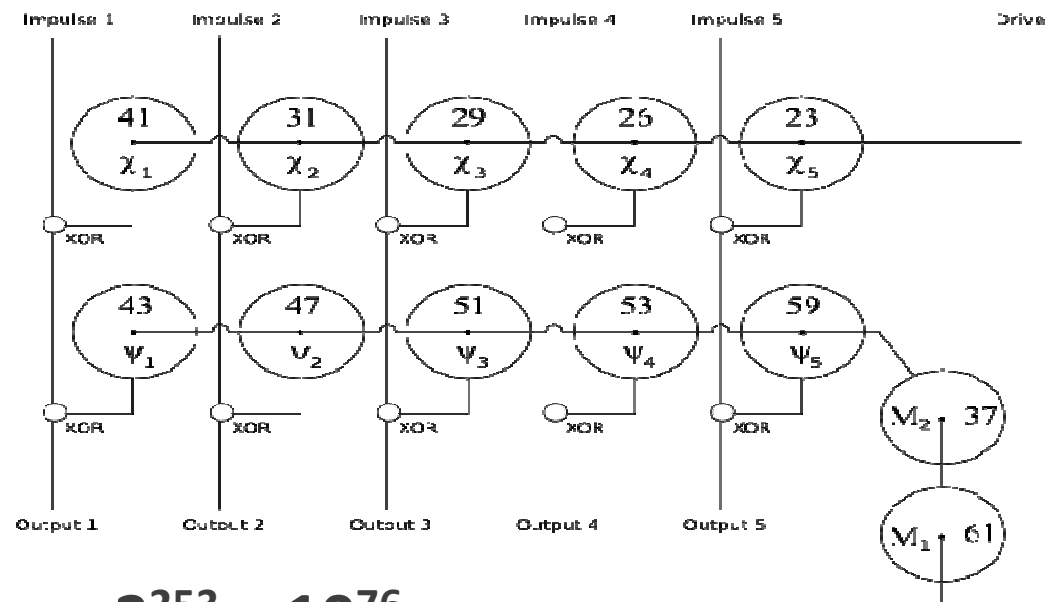 Impulse 1 Impulse 2 Impulse 3 Impulse 4 Impulse 5 Drive
41 31 29 26 23
χ1 χ2 χ3 χ4 χ5
XOR XOR XOR XOR XOR
43 47 51 53 59
ψ1 ψ2 ψ3 ψ4 ψ5
M2 37
XOR XOR XOR XOR XOR
Output 1 Output 2 Output 3 Output 4 Output 5
M1 61